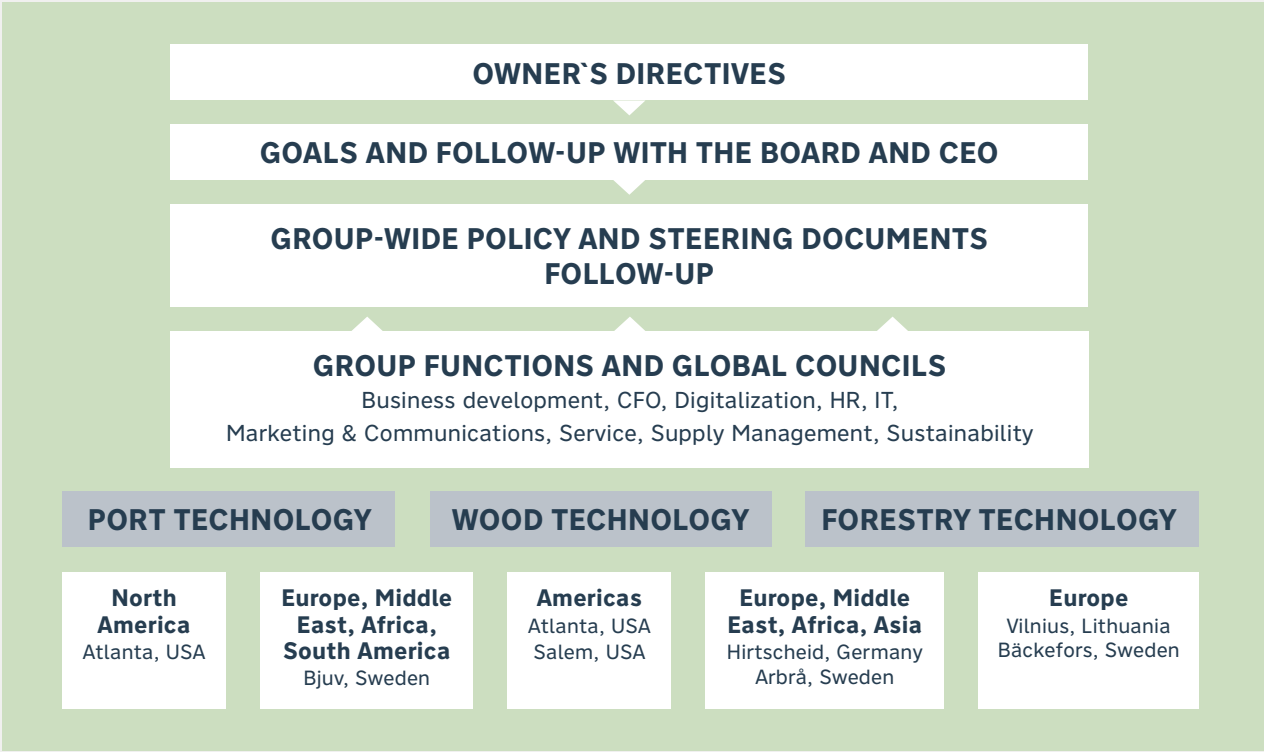 OWNER`S DIRECTIVES
GOALS AND FOLLOW-UP WITH THE BOARD AND CEO
GROUP-WIDE POLICY AND STEERING DOCUMENTS
FOLLOW-UP
GROUP FUNCTIONS AND GLOBAL COUNCILS
Business development, CFO, Digitalization, HR, IT,
Marketing & Communications, Service, Supply Management, Sustainability
PORT TECHNOLOGY
WOOD TECHNOLOGY
FORESTRY TECHNOLOGY
North
America
Atlanta, USA
Europe, Middle
East, Africa,
South America
Bjuv, Sweden
Americas
Atlanta, USA
Salem, USA
Europe, Middle
East, Africa, Asia
Hirtscheid, Germany
Arbrå, Sweden
Europe
Vilnius, Lithuania
Bäckefors, Sweden